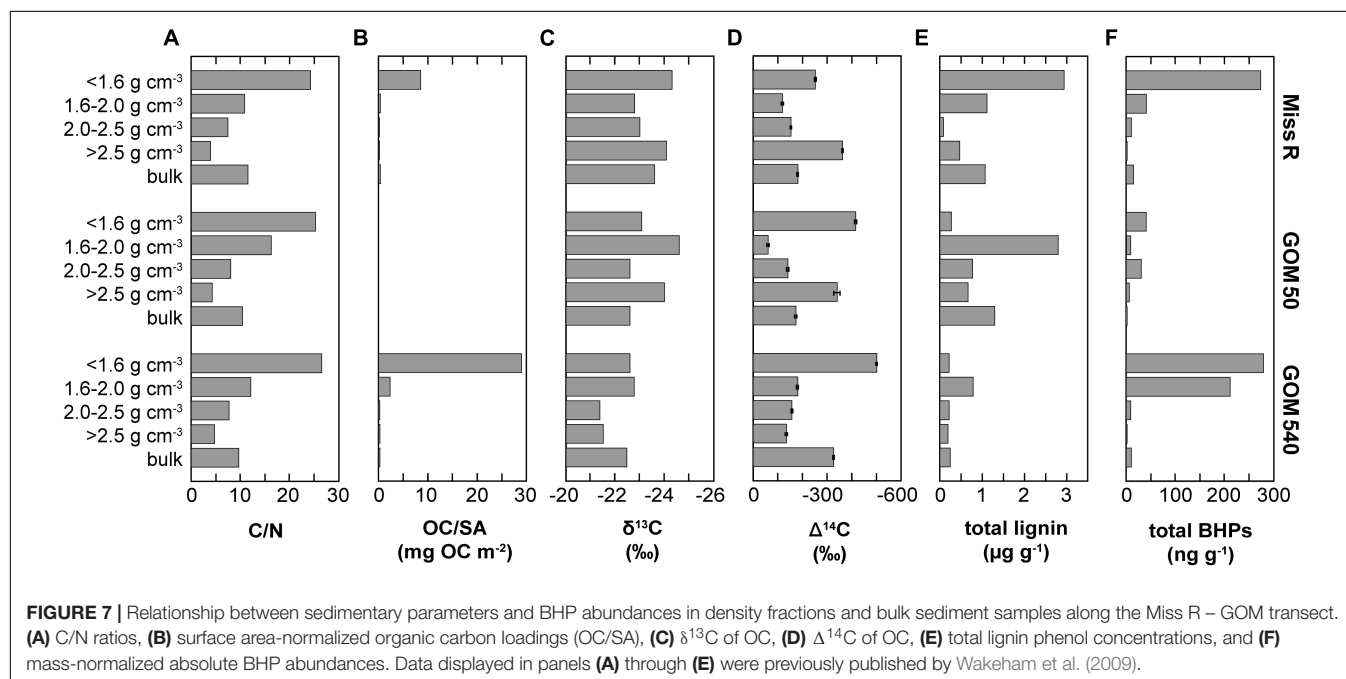 A B C D E F
<1.6 g cm-3
1.6-2.0 g cm-3
2.0-2.5 g cm-3
>2.5 g cm-3
bulk
Miss R
<1.6 g cm-3
1.6-2.0 g cm-3
2.0-2.5 g cm-3
>2.5 g cm-3
bulk
GOM 50
<1.6 g cm-3
1.6-2.0 g cm-3
2.0-2.5 g cm-3
>2.5 g cm-3
bulk
GOM 540
0 10 20 30 0 10 20 30 -20 -22 -24 -26 0 -300 -600 0 1 2 3 0 100 200 300
C/N OC/SA δ13C Δ14C total lignin total BHPs
(mg OC m-2) (‰) (‰) (µg g-1) (ng g-1)
FIGURE 7 | Relationship between sedimentary parameters and BHP abundances in density fractions and bulk sediment samples along the Miss R – GOM transect.
(A) C/N ratios, (B) surface area-normalized organic carbon loadings (OC/SA), (C) δ13C of OC, (D) Δ14C of OC, (E) total lignin phenol concentrations, and (F)
mass-normalized absolute BHP abundances. Data displayed in panels (A) through (E) were previously published by Wakeham et al. (2009).